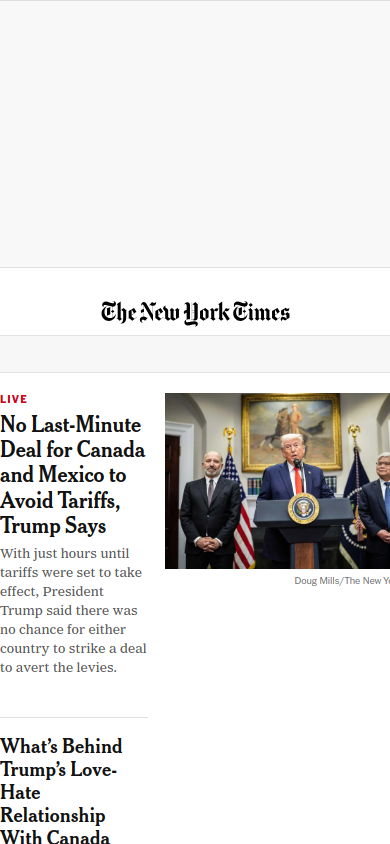 The New York Times
LIVE
No Last-Minute
Deal for Canada
and Mexico to
Avoid Tariffs,
Trump Says
With just hours until
tariffs were set to take
effect, President
Trump said there was
no chance for either
country to strike a deal
to avert the levies.
Doug Mills/The New Yo
What’s Behind
Trump’s Love-
Hate
Relationship
With Canada